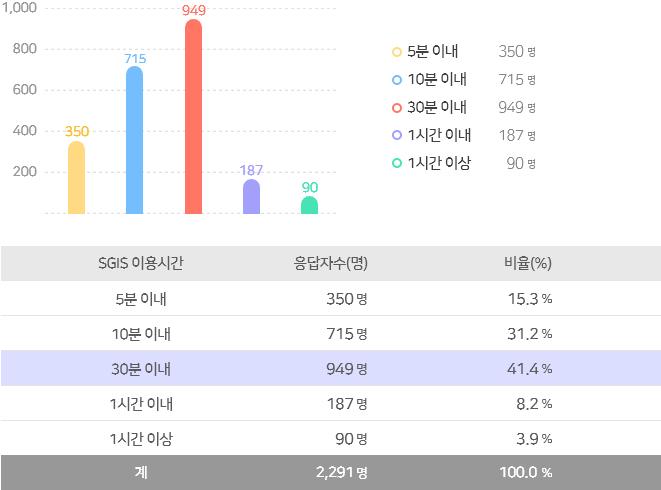 1,000
800
600
400
200
350
715
949
187
90
5분 이내 350 명
10분 이내 715 명
30분 이내 949 명
1시간 이내 187 명
1시간 이상 90 명
SGIS 이용시간 응답자수(명) 비율(%)
5분 이내 350 명 15.3 %
10분 이내 715 명 31.2 %
30분 이내 949 명 41.4 %
1시간 이내 187 명 8.2 %
1시간 이상 90 명 3.9 %
계 2,291 명 100.0 %